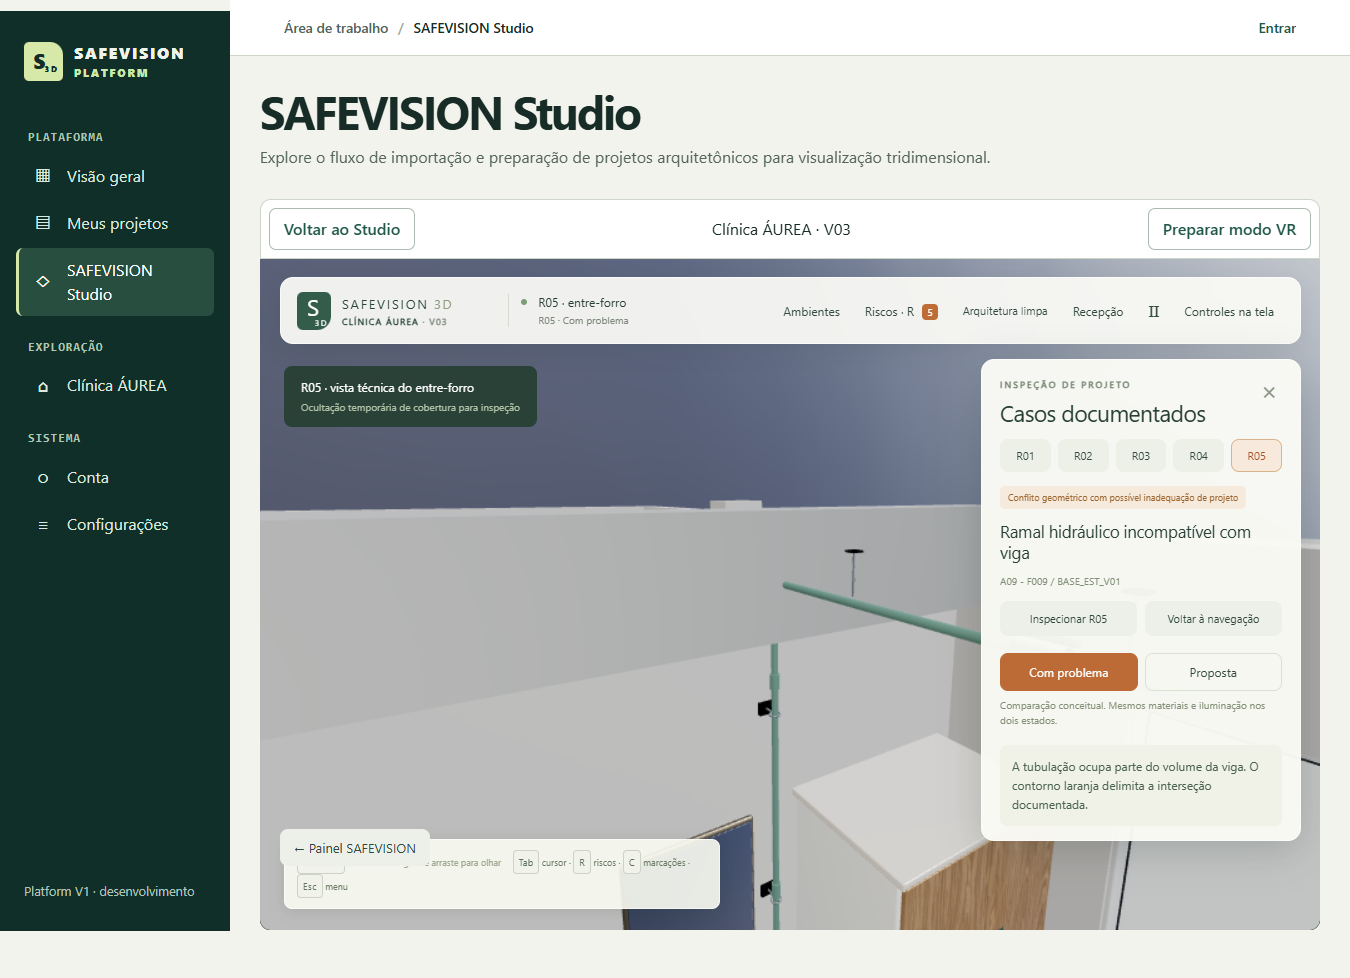 S 3D
SAFEVISION
PLATFORM
PLATAFORMA
Visão geral
Meus projetos
SAFEVISION
Studio
EXPLORAÇÃO
Clínica ÁUREA
SISTEMA
Conta
Configurações
Platform V1 · desenvolvimento
Área de trabalho / SAFEVISION Studio
Entrar
SAFEVISION Studio
Explore o fluxo de importação e preparação de projetos arquitetônicos para visualização tridimensional.
Voltar ao Studio
Clínica ÁUREA · V03
Preparar modo VR
S 3D
SAFEVISION 3D
CLÍNICA ÁUREA · V03
R05 · entre-forro
R05 · Com problema
Ambientes
Riscos · R 5
Arquitetura limpa
Recepção
Controles na tela
R05 · vista técnica do entre-forro
Ocultação temporária de cobertura para inspeção
INSPEÇÃO DE PROJETO
Casos documentados
R01 R02 R03 R04 R05
Conflito geométrico com possível inadequação de projeto
Ramal hidráulico incompatível com
viga
A09 - F009 / BASE_EST_V01
Inspecionar R05
Voltar à navegação
Com problema
Proposta
Comparação conceitual. Mesmos materiais e iluminação nos
dois estados.
A tubulação ocupa parte do volume da viga. O
contorno laranja delimita a interseção
documentada.
← Painel SAFEVISION
arraste para olhar Tab cursor · R riscos · C marcações ·
Esc menu